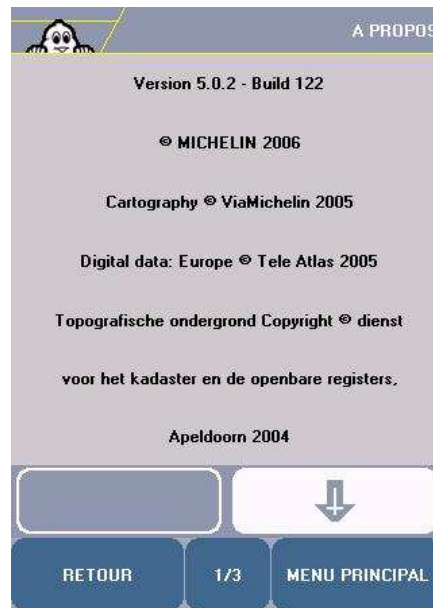 A PROPOS
Version 5.0.2 - Build 122
© MICHELIN 2006
Cartography © ViaMichelin 2005
Digital data: Europe © Tele Atlas 2005
Topografische ondergrond Copyright © dienst
voor het kadaster en de openbare registers,
Apeldoorn 2004
RETOUR 1/3 MENU PRINCIPAL